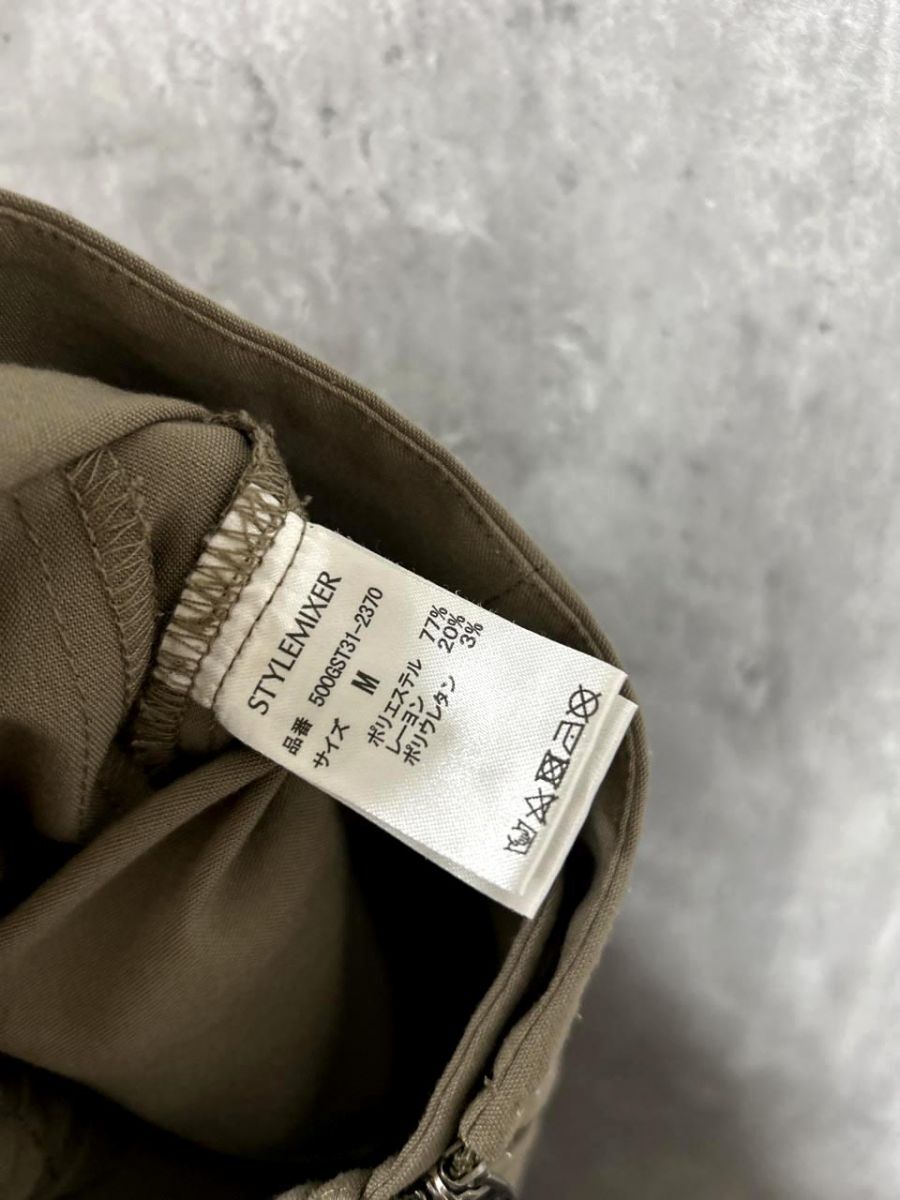 STYLEMIXER
品番 500GST31-2370
サイズ M
ポリエステル 77%
レーヨン 20%
ポリウレタン 3%